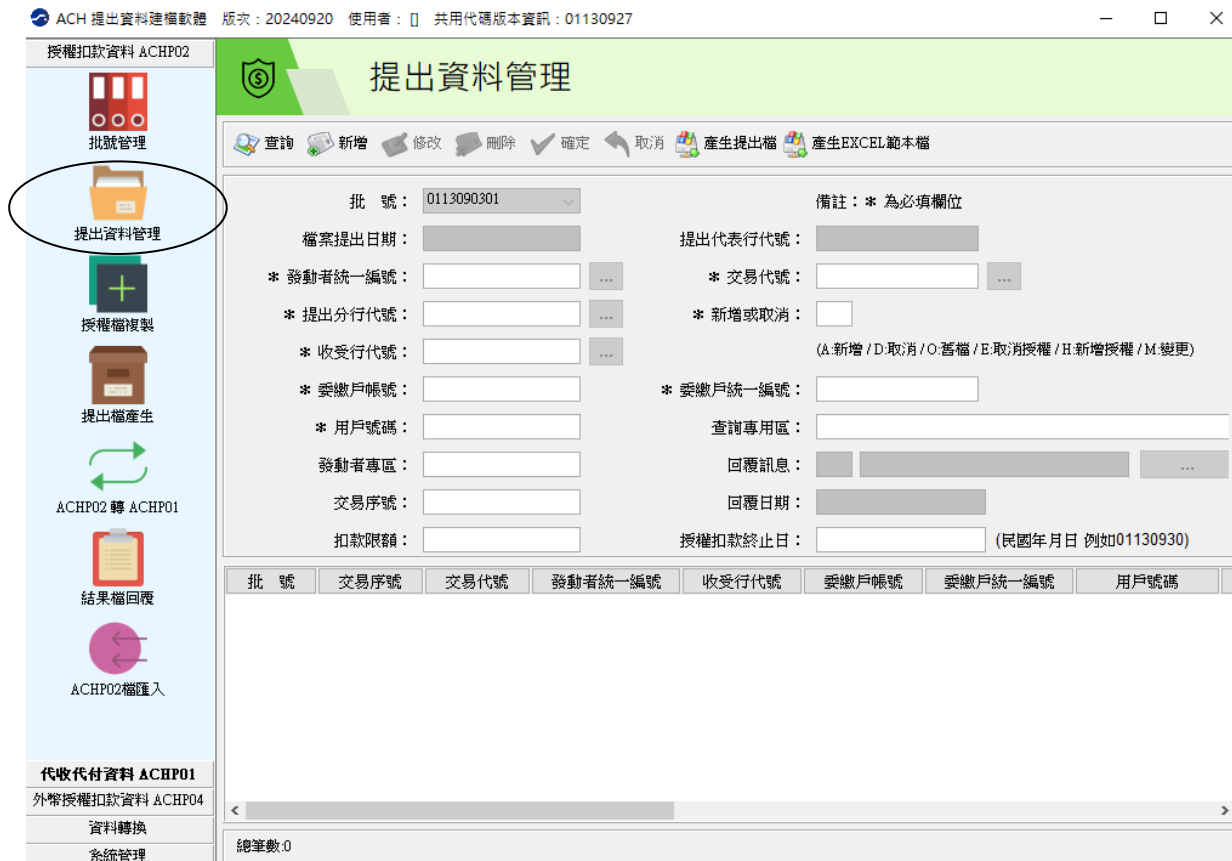 ACH 提出資料建檔軟體 版次：20240920 使用者：[] 共用代碼版本資訊：01130927
授權扣款資料 ACHP02
批號管理
提出資料管理
授權檔複製
提出檔產生
ACHP02 轉 ACHP01
結果檔回覆
ACHP02檔匯入
代收代付資料 ACHP01
外幣授權扣款資料 ACHP04
資料轉換
系統管理
提出資料管理
查詢 新增 修改 刪除 確定 取消 產生提出檔 產生EXCEL範本檔
批 號： 0113090301 備註：* 為必填欄位
檔案提出日期： 提出代表行代號：
* 發動者統一編號： ... * 交易代號： ...
* 提出分行代號： ... * 新增或取消：
* 收受行代號： ... (A:新增 / D:取消 / O:舊檔 / E:取消授權 / H:新增授權 / M:變更)
* 委繳戶帳號： * 委繳戶統一編號：
* 用戶號碼： 查詢專用區：
發動者專區： 回覆訊息： ...
交易序號： 回覆日期：
扣款限額： 授權扣款終止日： (民國年月日 例如01130930)
批 號 交易序號 交易代號 發動者統一編號 收受行代號 委繳戶帳號 委繳戶統一編號 用戶號碼
總筆數:0